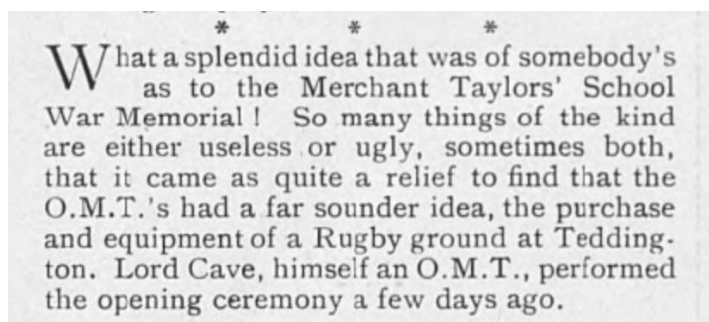 * * *
What a splendid idea that was of somebody's
as to the Merchant Taylors' School
War Memorial! So many things of the kind
are either useless or ugly, sometimes both,
that it came as quite a relief to find that the
O.M.T.'s had a far sounder idea, the purchase
and equipment of a Rugby ground at Tedding-
ton. Lord Cave, himself an O.M.T., performed
the opening ceremony a few days ago.